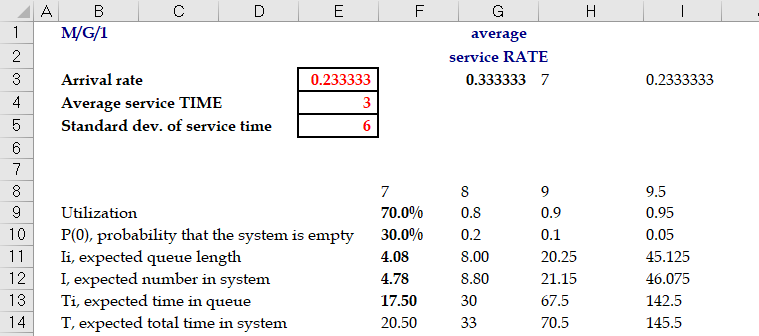 A B C D E F G H I
1 M/G/1 average
2 service RATE
3 Arrival rate 0.233333 0.333333 7 0.2333333
4 Average service TIME 3
5 Standard dev. of service time 6
6
7
8 7 8 9 9.5
9 Utilization 70.0% 0.8 0.9 0.95
10 P(0), probability that the system is empty 30.0% 0.2 0.1 0.05
11 Ii, expected queue length 4.08 8.00 20.25 45.125
12 I, expected number in system 4.78 8.80 21.15 46.075
13 Ti, expected time in queue 17.50 30 67.5 142.5
14 T, expected total time in system 20.50 33 70.5 145.5